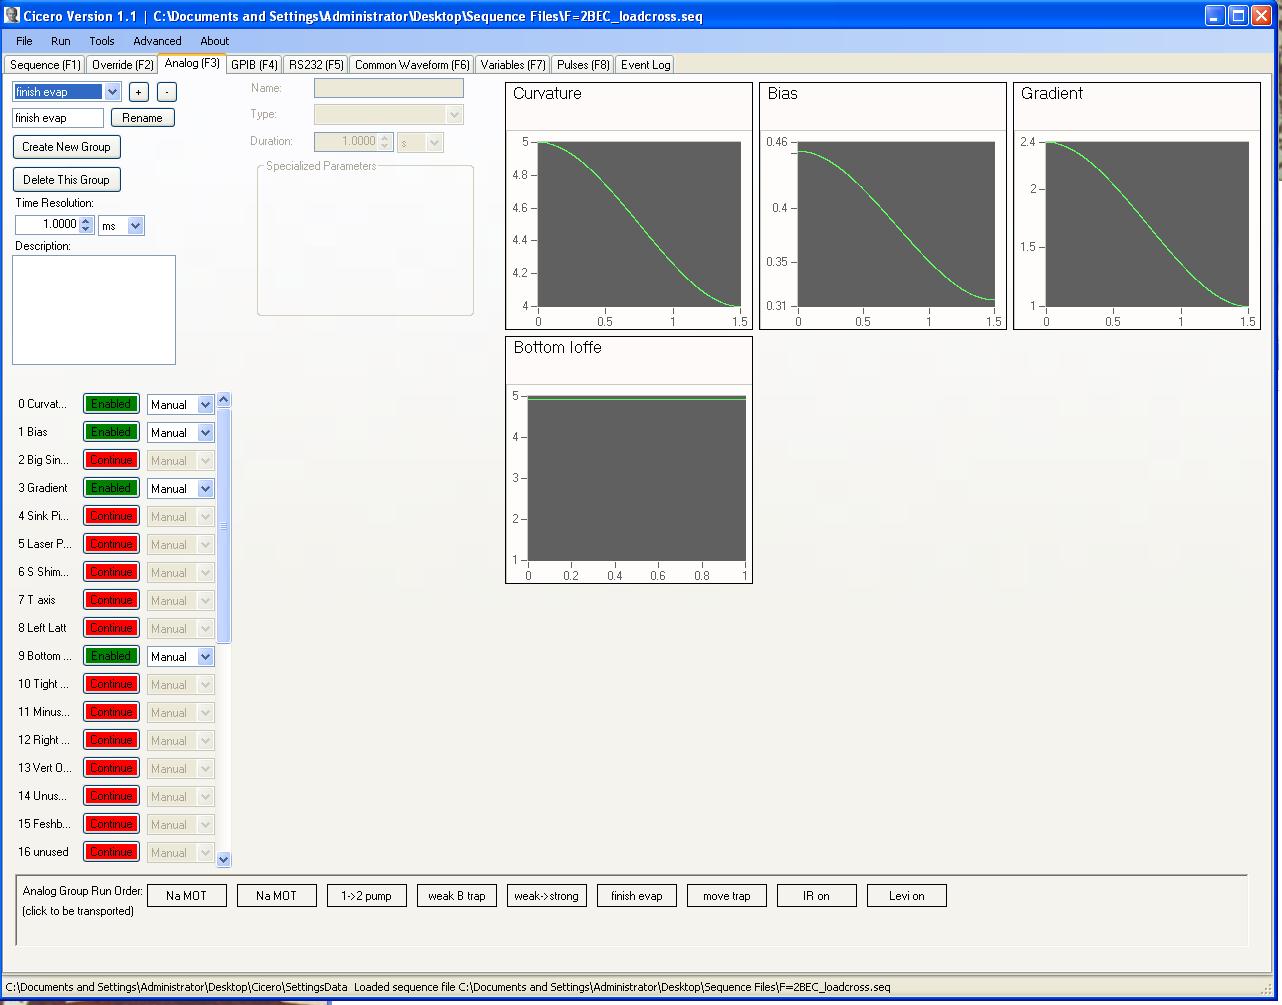 Cicero Version 1.1 | C:\Documents and Settings\Administrator\Desktop\Sequence Files\F=2BEC_loadcross.seq
File Run Tools Advanced About
Sequence (F1) Override (F2) Analog (F3) GPIB (F4) RS232 (F5) Common Waveform (F6) Variables (F7) Pulses (F8) Event Log
finish evap + -
finish evap Rename
Create New Group
Delete This Group
Time Resolution:
1.0000 ms
Description:
Name:
Type:
Duration: 1.0000 s
Specialized Parameters
Curvature
5
4.8
4.6
4.4
4.2
4
0 0.5 1 1.5
Bias
0.46
0.4
0.35
0.31
0 0.5 1 1.5
Gradient
2.4
2
1.5
1
0 0.5 1 1.5
Bottom Ioffe
5
4
3
2
1
0 0.2 0.4 0.6 0.8 1
0 Curvat... Enabled Manual
1 Bias Enabled Manual
2 Big Sin... Continue Manual
3 Gradient Enabled Manual
4 Sink Pi... Continue Manual
5 Laser P... Continue Manual
6 S Shim... Continue Manual
7 T axis Continue Manual
8 Left Latt Continue Manual
9 Bottom ... Enabled Manual
10 Tight ... Continue Manual
11 Minus... Continue Manual
12 Right ... Continue Manual
13 Vert O... Continue Manual
14 Unus... Continue Manual
15 Feshb... Continue Manual
16 unused Continue Manual
Analog Group Run Order: Na MOT Na MOT 1->2 pump weak B trap weak->strong finish evap move trap IR on Levi on
(click to be transported)
C:\Documents and Settings\Administrator\Desktop\Cicero\SettingsData Loaded sequence file C:\Documents and Settings\Administrator\Desktop\Sequence Files\F=2BEC_loadcross.seq